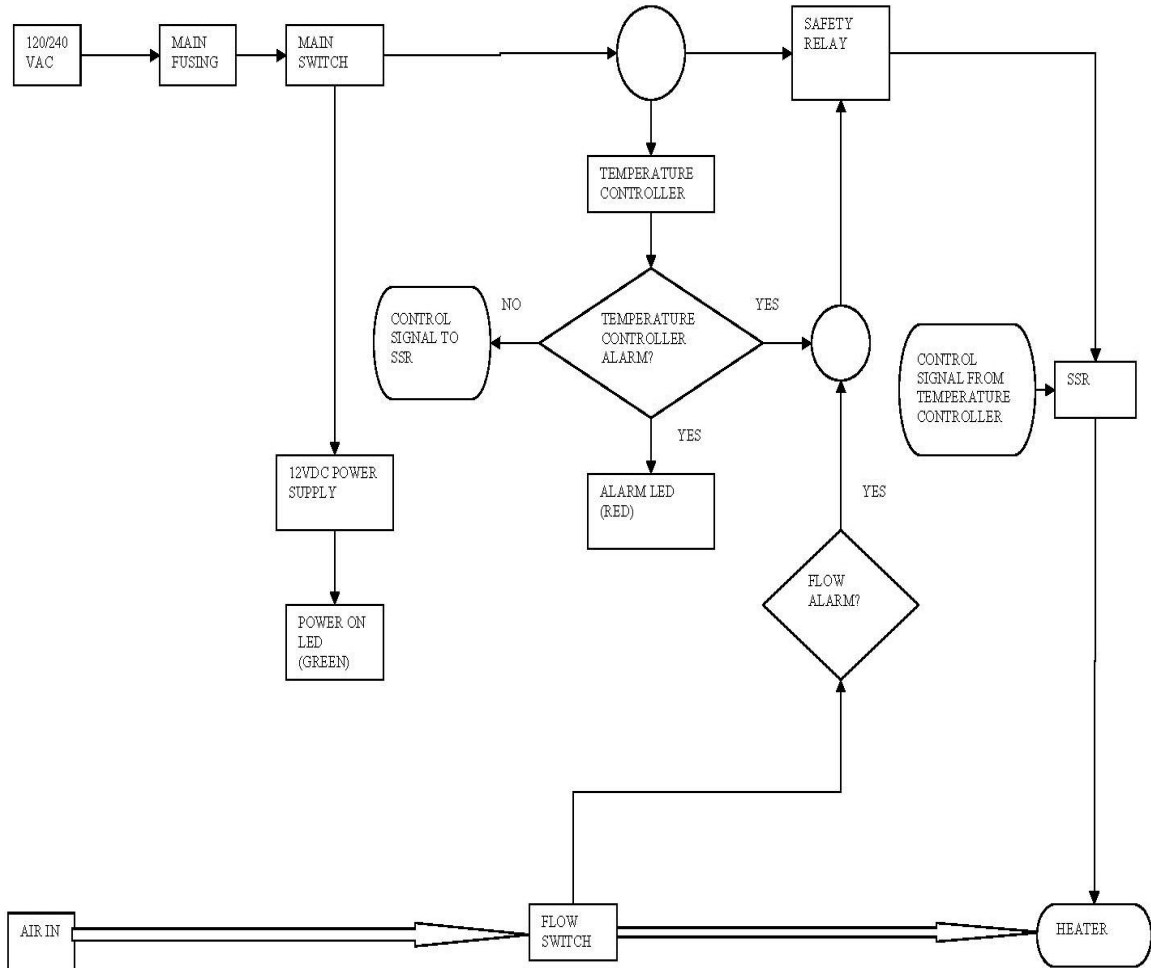 120/240
VAC
MAIN
FUSING
MAIN
SWITCH
SAFETY
RELAY
TEMPERATURE
CONTROLLER
CONTROL
SIGNAL TO
SSR
NO
TEMPERATURE
CONTROLLER
ALARM?
YES
YES
CONTROL
SIGNAL FROM
TEMPERATURE
CONTROLLER
SSR
12VDC POWER
SUPPLY
ALARM LED
(RED)
YES
POWER ON
LED
(GREEN)
FLOW
ALARM?
AIR IN
FLOW
SWITCH
HEATER